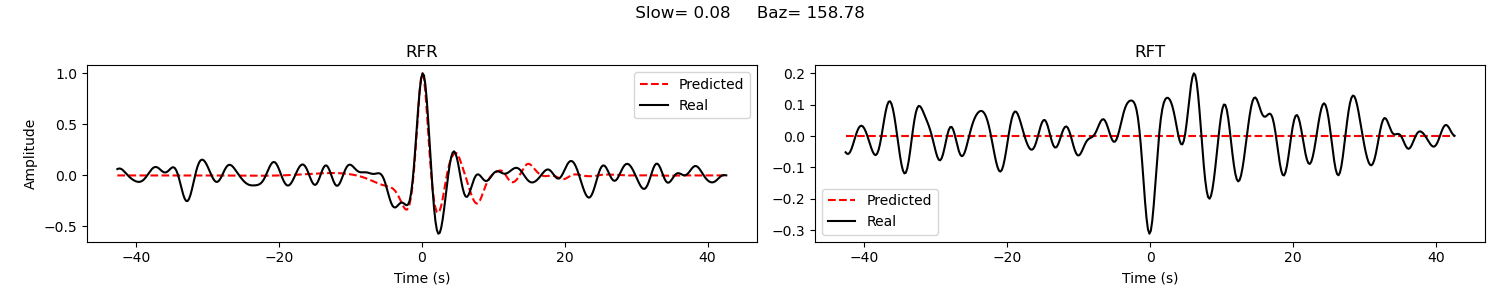 Slow= 0.08 Baz= 158.78
RFR
Amplitude
1.0
0.5
0.0
−0.5
Predicted
Real
−40
−20
0
20
40
Time (s)
RFT
0.2
0.1
0.0
−0.1
−0.2
−0.3
Predicted
Real
−40
−20
0
20
40
Time (s)